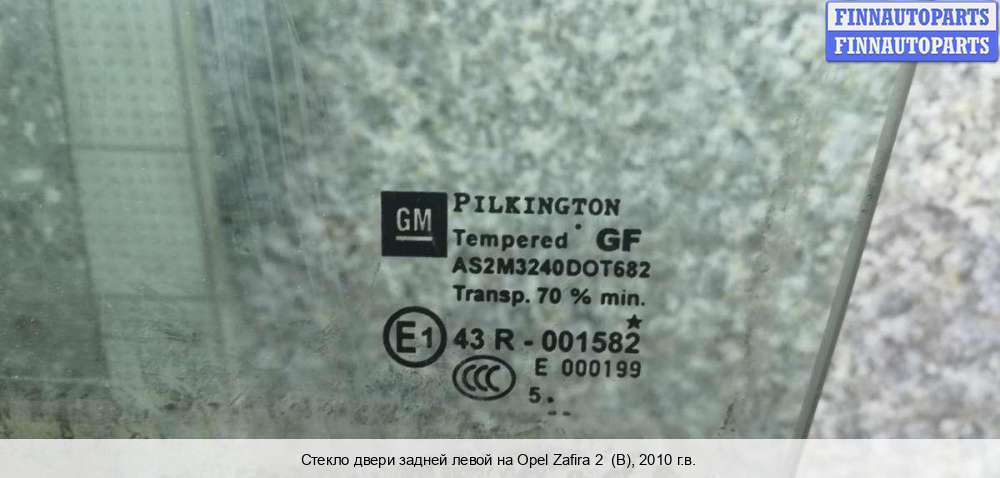 FINNAUTOPARTS
FINNAUTOPARTS
GM
PILKINGTON
Tempered GF
AS2M3240DOT682
Transp. 70 % min.
E1 43 R - 001582
CCC E 000199
5.
Стекло двери задней левой на Opel Zafira 2 (B), 2010 г.в.